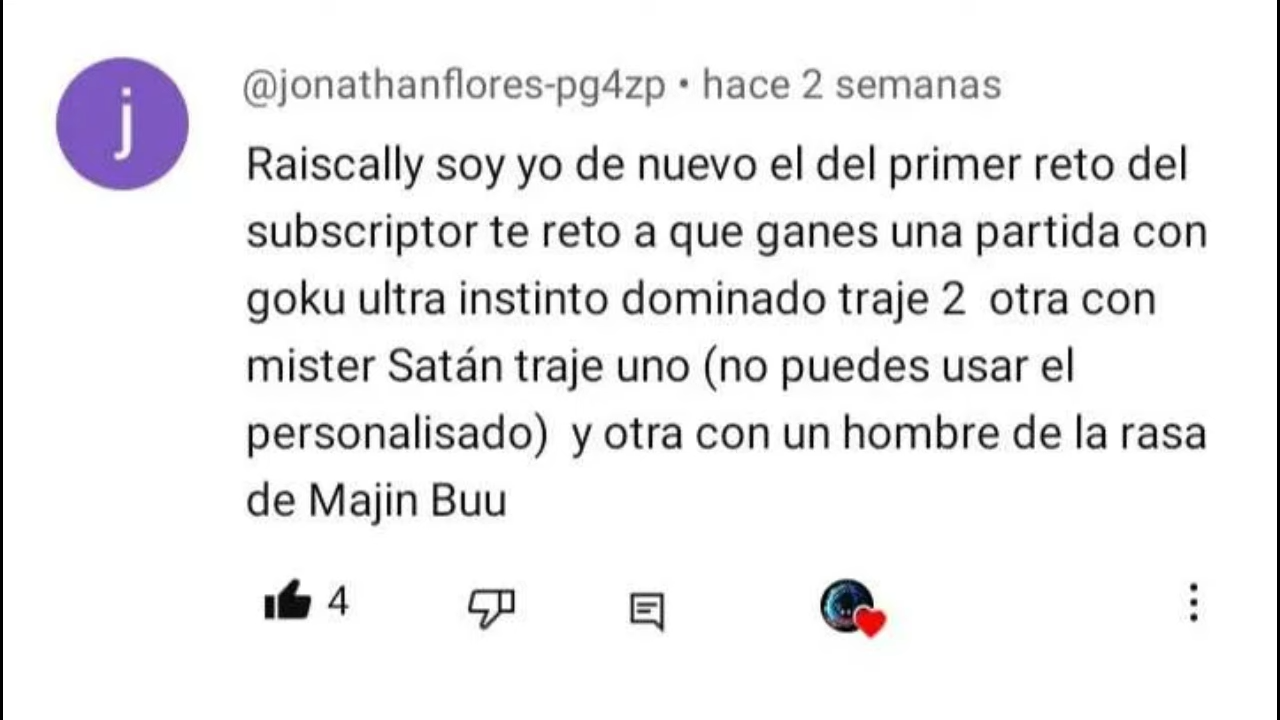 j
@jonathanflores-pg4zp • hace 2 semanas
Raiscally soy yo de nuevo el del primer reto del
subscriptor te reto a que ganes una partida con
goku ultra instinto dominado traje 2  otra con
mister Satán traje uno (no puedes usar el
personalisado)  y otra con un hombre de la rasa
de Majin Buu
4